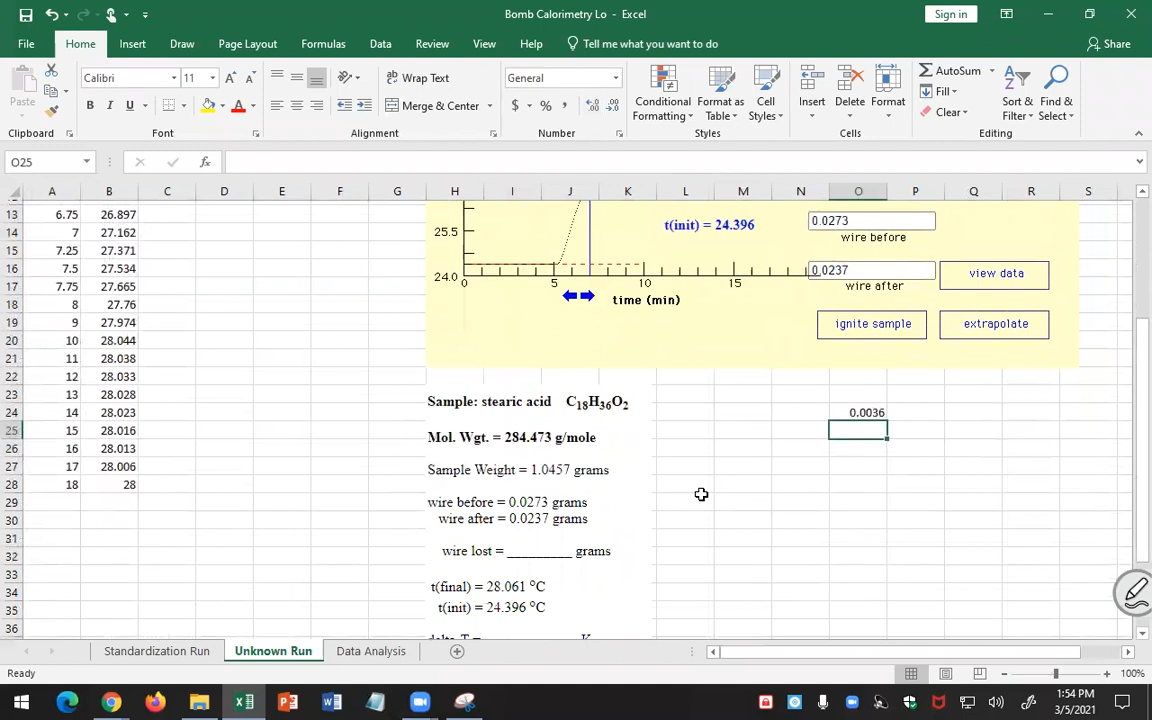 Bomb Calorimetry Lo - Excel
Sign in
File Home Insert Draw Page Layout Formulas Data Review View Help Tell me what you want to do Share
Paste
Calibri 11
Wrap Text
Merge & Center
General
Conditional Formatting
Format as Table
Cell Styles
Insert Delete Format
AutoSum
Fill
Clear
Sort & Filter
Find & Select
Clipboard Font Alignment Number Styles Cells Editing
O25
A B C D E F G H I J K L M N O P Q R S
13 6.75 26.897
14 7 27.162
15 7.25 27.371
16 7.5 27.534
17 7.75 27.665
18 8 27.76
19 9 27.974
20 10 28.044
21 11 28.038
22 12 28.033
23 13 28.028
24 14 28.023
25 15 28.016
26 16 28.013
27 17 28.006
28 18 28
29
30
31
32
33
34
35
36
25.5
24.0
0 5 10 15
time (min)
t(init) = 24.396
0.0273
wire before
0.0237
wire after
view data
ignite sample
extrapolate
Sample: stearic acid C18H36O2
0.0036
Mol. Wgt. = 284.473 g/mole
Sample Weight = 1.0457 grams
wire before = 0.0273 grams
wire after = 0.0237 grams
wire lost = _________ grams
t(final) = 28.061 °C
t(init) = 24.396 °C
Standardization Run Unknown Run Data Analysis
Ready
100%
1:54 PM
3/5/2021